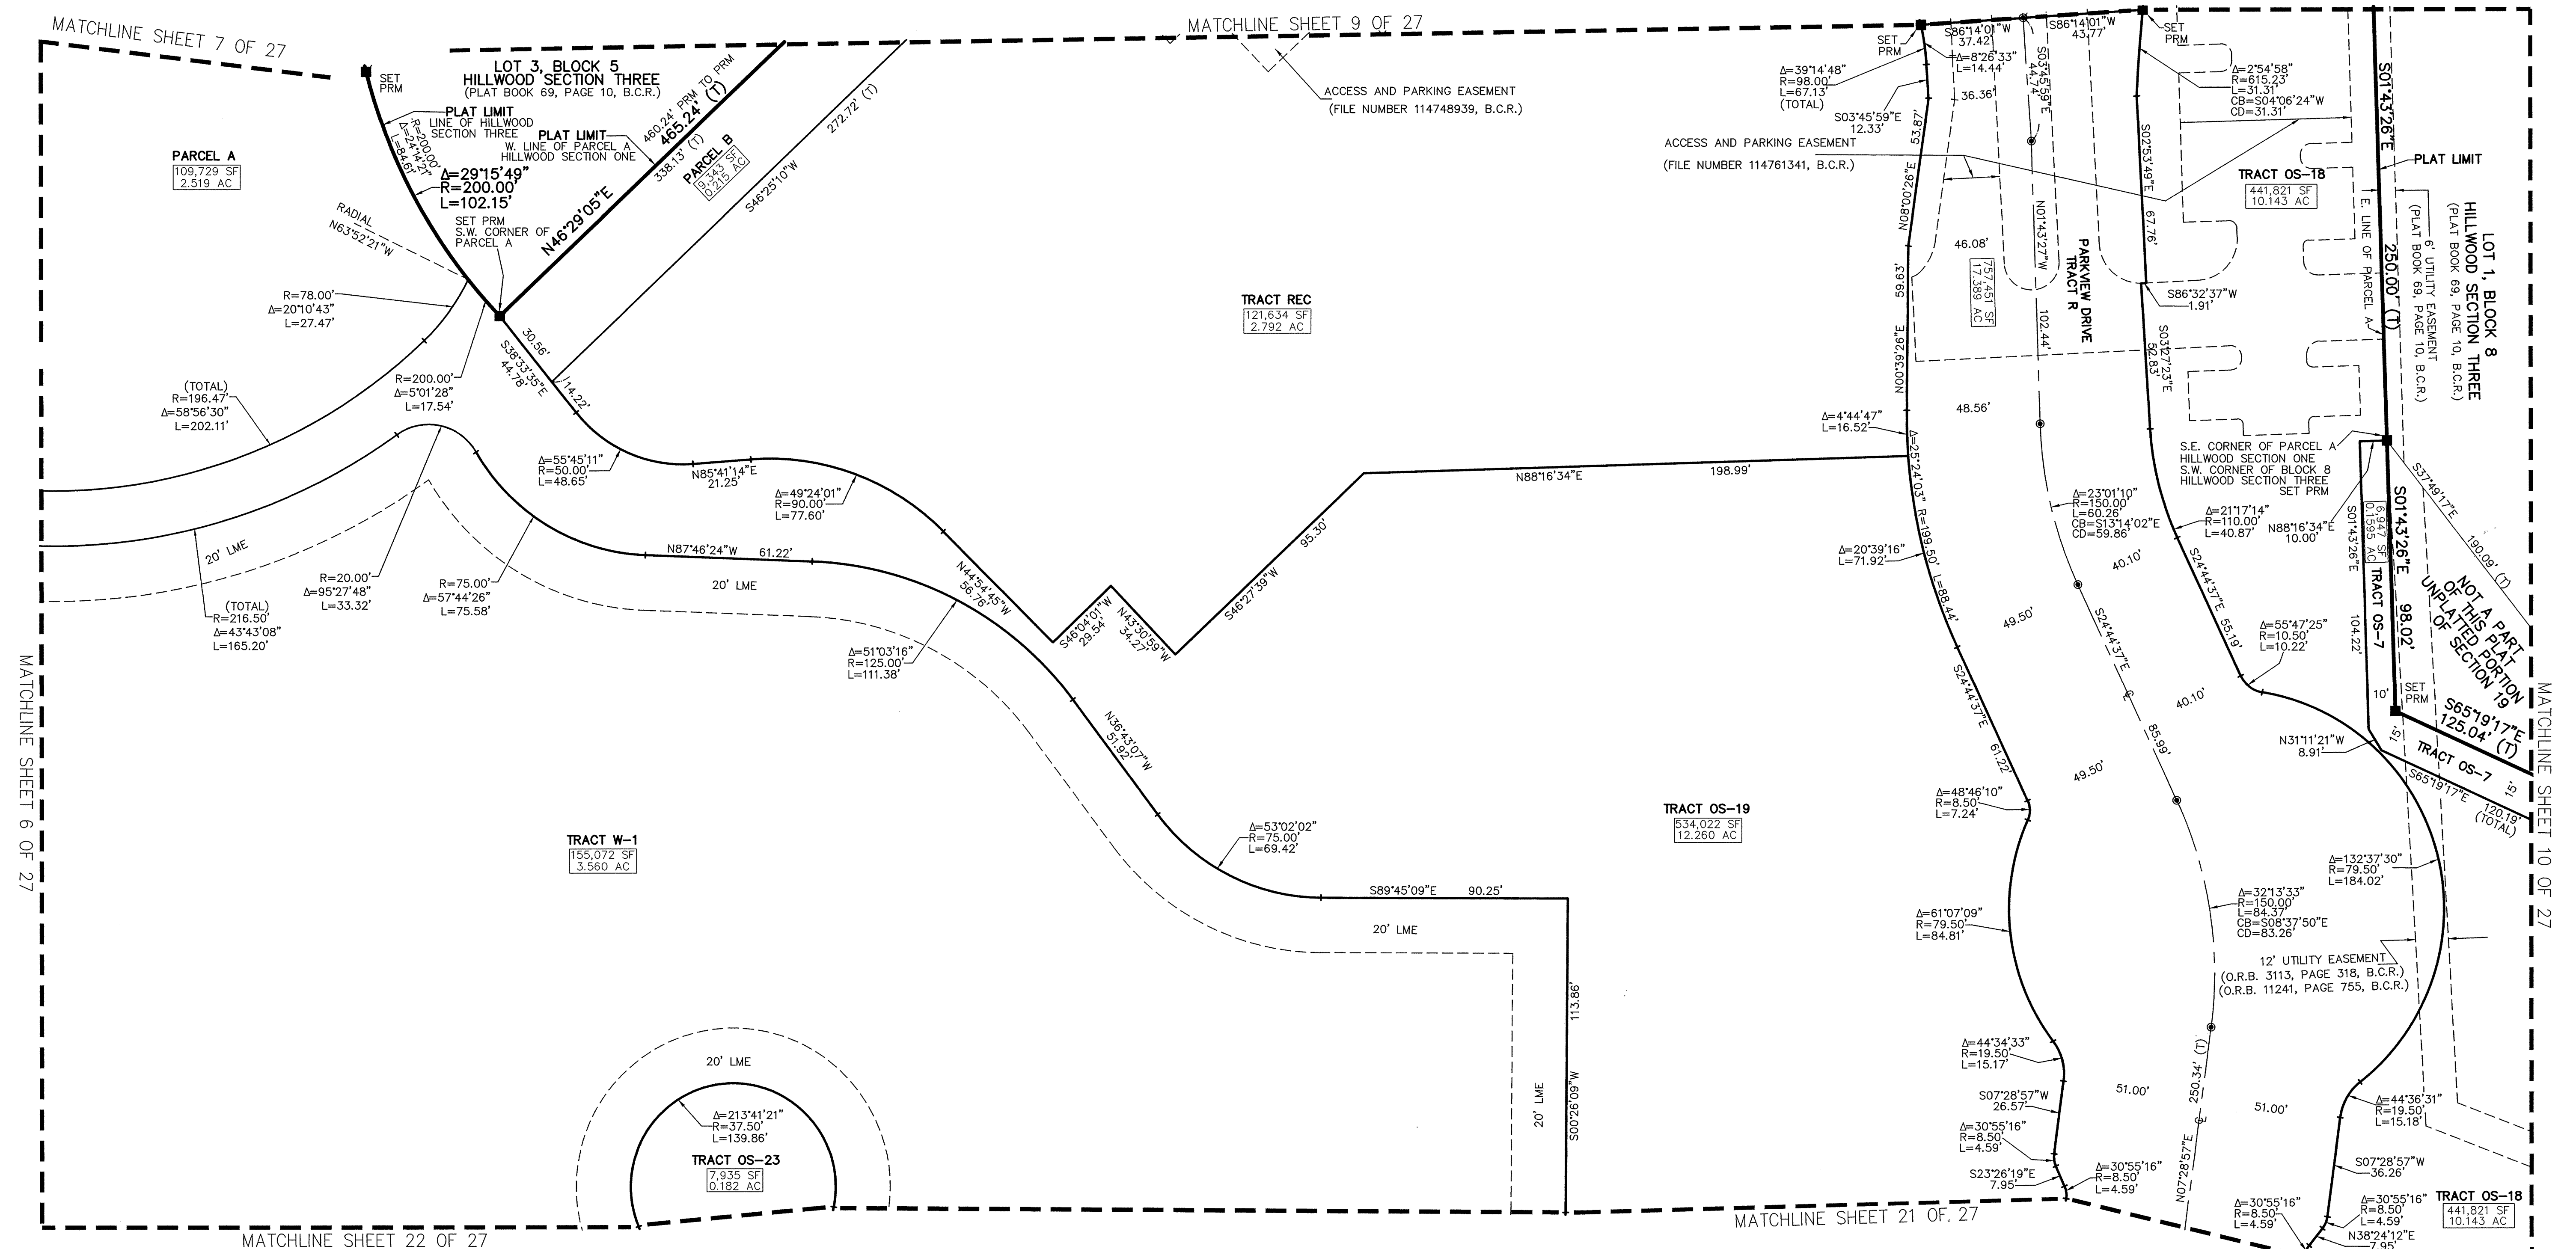 MATCHLINE SHEET 7 OF 27
MATCHLINE SHEET 9 OF 27
SET
PRM
LOT 3, BLOCK 5
HILLWOOD SECTION THREE
(PLAT BOOK 69, PAGE 10, B.C.R.)
PLAT LIMIT
LINE OF HILLWOOD
SECTION THREE
PLAT LIMIT
W. LINE OF PARCEL A
HILLWOOD SECTION ONE
R=200.00'
Δ=24°14'21"
L=84.61'
Δ=29°15'49"
R=200.00'
L=102.15'
460.24' PRM TO PRM
465.24' (T)
338.13' (T)
N46°29'05"E
PARCEL B
9,343 SF
0.215 AC
272.72' (T)
S46°25'10"W
PARCEL A
109,729 SF
2.519 AC
RADIAL
N63°52'21"W
SET PRM
S.W. CORNER OF
PARCEL A
R=78.00'
Δ=20°10'43"
L=27.47'
(TOTAL)
R=196.47'
Δ=58°56'30"
L=202.11'
R=200.00'
Δ=5°01'28"
L=17.54'
30.56'
S38°33'35"E
44.78'
14.22'
Δ=55°45'11"
R=50.00'
L=48.65'
N85°41'14"E
21.25'
Δ=49°24'01"
R=90.00'
L=77.60'
20' LME
(TOTAL)
R=216.50'
Δ=43°43'08"
L=165.20'
R=20.00'
Δ=95°27'48"
L=33.32'
R=75.00'
Δ=57°44'26"
L=75.58'
N87°46'24"W 61.22'
20' LME
N44°54'45"W
56.76'
Δ=51°03'16"
R=125.00'
L=111.38'
S46°04'01"W
29.54'
N43°30'59"W
34.27'
S46°27'39"W
95.30'
N88°16'34"E 198.99'
TRACT REC
121,634 SF
2.792 AC
ACCESS AND PARKING EASEMENT
(FILE NUMBER 114748939, B.C.R.)
N36°43'07"W
51.92'
Δ=53°02'02"
R=75.00'
L=69.42'
S89°45'09"E 90.25'
20' LME
113.86'
S00°26'09"W
20' LME
TRACT W-1
155,072 SF
3.560 AC
20' LME
Δ=213°41'21"
R=37.50'
L=139.86'
TRACT OS-23
7,935 SF
0.182 AC
TRACT OS-19
534,022 SF
12.260 AC
SET
PRM
S86°14'01"W
37.42'
S86°14'01"W
43.77'
SET
PRM
Δ=8°26'33"
L=14.44'
Δ=39°14'48"
R=98.00'
L=67.13'
(TOTAL)
S03°45'59"E
12.33'
S03°45'59"E
44.74'
36.36'
ACCESS AND PARKING EASEMENT
(FILE NUMBER 114761341, B.C.R.)
53.87'
N08°00'26"E
46.08'
757,451 SF
17.389 AC
N01°43'27"W
102.44'
PARKVIEW DRIVE
TRACT R
59.63'
N00°39'26"E
48.56'
Δ=4°44'47"
L=16.52'
Δ=25°24'03" R=199.50' L=88.44'
Δ=20°39'16"
L=71.92'
Δ=2°54'58"
R=615.23'
L=31.31'
CB=S04°06'24"W
CD=31.31'
S02°53'49"E
67.76'
S86°32'37"W
1.91'
S03°27'23"E
52.83'
TRACT OS-18
441,821 SF
10.143 AC
S01°43'26"E
250.00' (T)
E. LINE OF PARCEL A
PLAT LIMIT
6' UTILITY EASEMENT
(PLAT BOOK 69, PAGE 10, B.C.R.)
LOT 1, BLOCK 8
HILLWOOD SECTION THREE
(PLAT BOOK 69, PAGE 10, B.C.R.)
S.E. CORNER OF PARCEL A
HILLWOOD SECTION ONE
S.W. CORNER OF BLOCK 8
HILLWOOD SECTION THREE
SET PRM
N88°16'34"E
10.00'
S37°49'17"E
190.09' (T)
S01°43'26"E
98.02'
6,947 SF
0.1595 AC
TRACT OS-7
S01°43'26"E
104.22'
NOT A PART
OF THIS PLAT
UNPLATTED PORTION
OF SECTION 19
10'
SET
PRM
S65°19'17"E
125.04' (T)
N31°11'21"W
8.91'
15'
TRACT OS-7
15'
S65°19'17"E
120.19'
(TOTAL)
Δ=23°01'10"
R=150.00'
L=60.26'
CB=S13°14'02"E
CD=59.86'
Δ=21°17'14"
R=110.00'
L=40.87'
40.10'
S24°44'37"E
55.19'
Δ=55°47'25"
R=10.50'
L=10.22'
49.50'
S24°44'37"E
85.99'
40.10'
49.50'
S24°44'37"E
61.22'
Δ=48°46'10"
R=8.50'
L=7.24'
Δ=132°37'30"
R=79.50'
L=184.02'
Δ=32°13'33"
R=150.00'
L=84.37'
CB=S08°37'50"E
CD=83.26'
Δ=61°07'09"
R=79.50'
L=84.81'
12' UTILITY EASEMENT
(O.R.B. 3113, PAGE 318, B.C.R.)
(O.R.B. 11241, PAGE 755, B.C.R.)
Δ=44°34'33"
R=19.50'
L=15.17'
S07°28'57"W
26.57'
Δ=30°55'16"
R=8.50'
L=4.59'
S23°26'19"E
7.95'
Δ=30°55'16"
R=8.50'
L=4.59'
51.00'
N07°28'57"E
250.34' (T)
51.00'
Δ=44°36'31"
R=19.50'
L=15.18'
S07°28'57"W
36.26'
Δ=30°55'16"
R=8.50'
L=4.59'
Δ=30°55'16"
R=8.50'
L=4.59'
N38°24'12"E
7.95'
TRACT OS-18
441,821 SF
10.143 AC
MATCHLINE SHEET 6 OF 27
MATCHLINE SHEET 10 OF 27
MATCHLINE SHEET 22 OF 27
MATCHLINE SHEET 21 OF 27